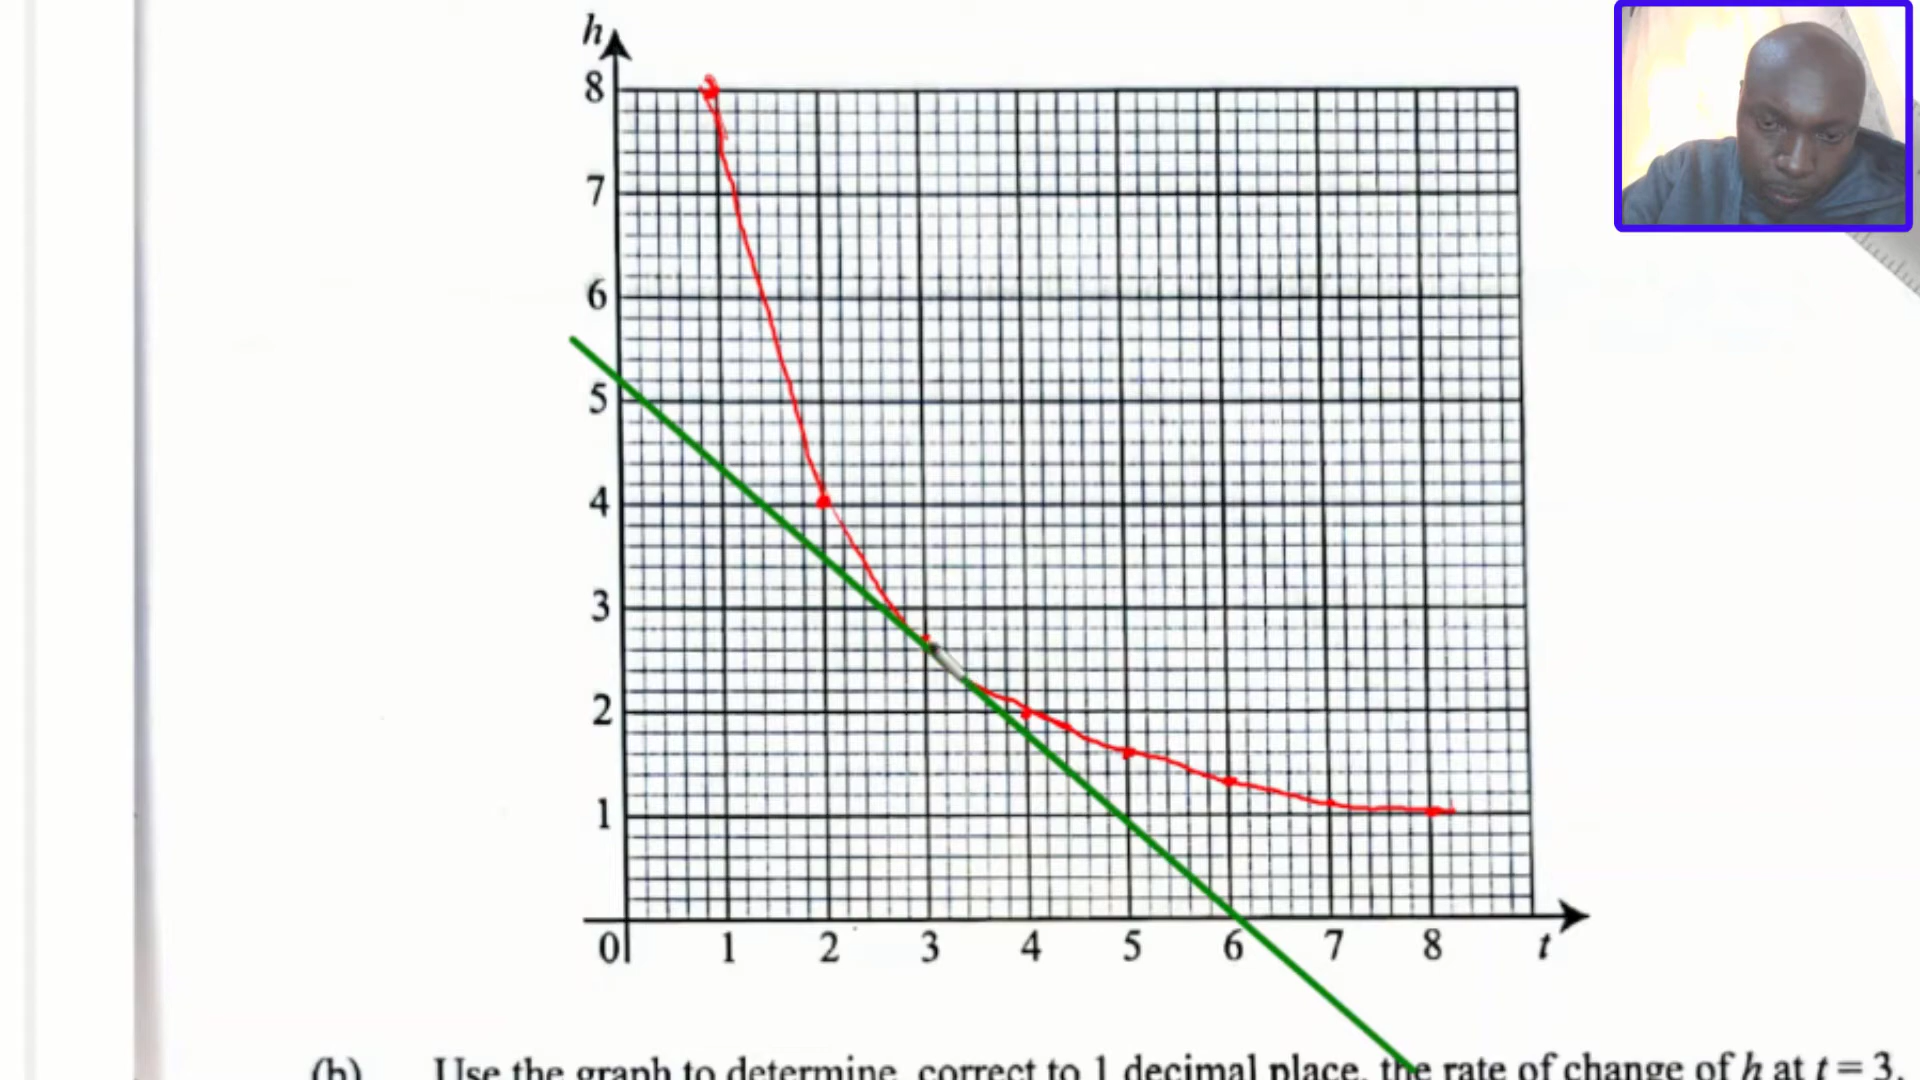 h
8
7
6
5
4
3
2
1
0 1 2 3 4 5 6 7 8 t
(b) Use the graph to determine, correct to 1 decimal place, the rate of change of h at t = 3.